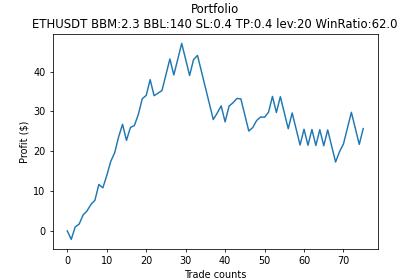 Portfolio
ETHUSDT BBM:2.3 BBL:140 SL:0.4 TP:0.4 lev:20 WinRatio:62.0
Profit ($)
40
30
20
10
0
0 10 20 30 40 50 60 70
Trade counts